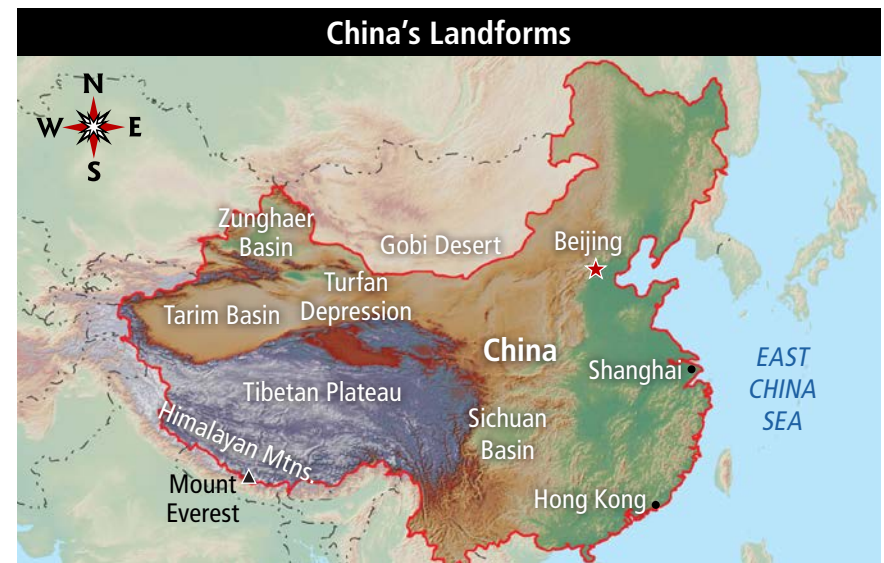 China’s Landforms
N
W E
S
Zunghaer
Basin
Gobi Desert
Beijing
Turfan
Depression
Tarim Basin
China
Shanghai
EAST
CHINA
SEA
Tibetan Plateau
Sichuan
Basin
Himalayan Mtns.
Mount
Everest
Hong Kong